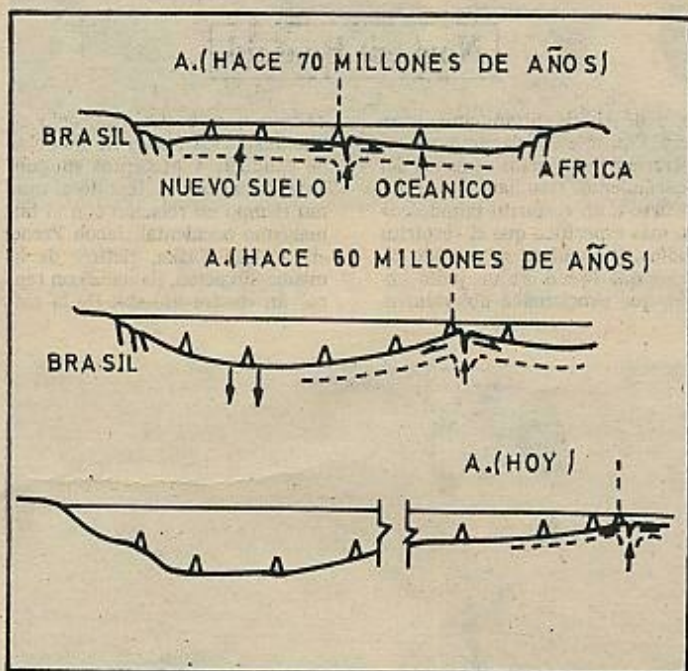 A.(HACE 70 MILLONES DE AÑOS)
BRASIL
AFRICA
NUEVO SUELO OCEANICO
A.(HACE 60 MILLONES DE AÑOS)
BRASIL
A.(HOY)